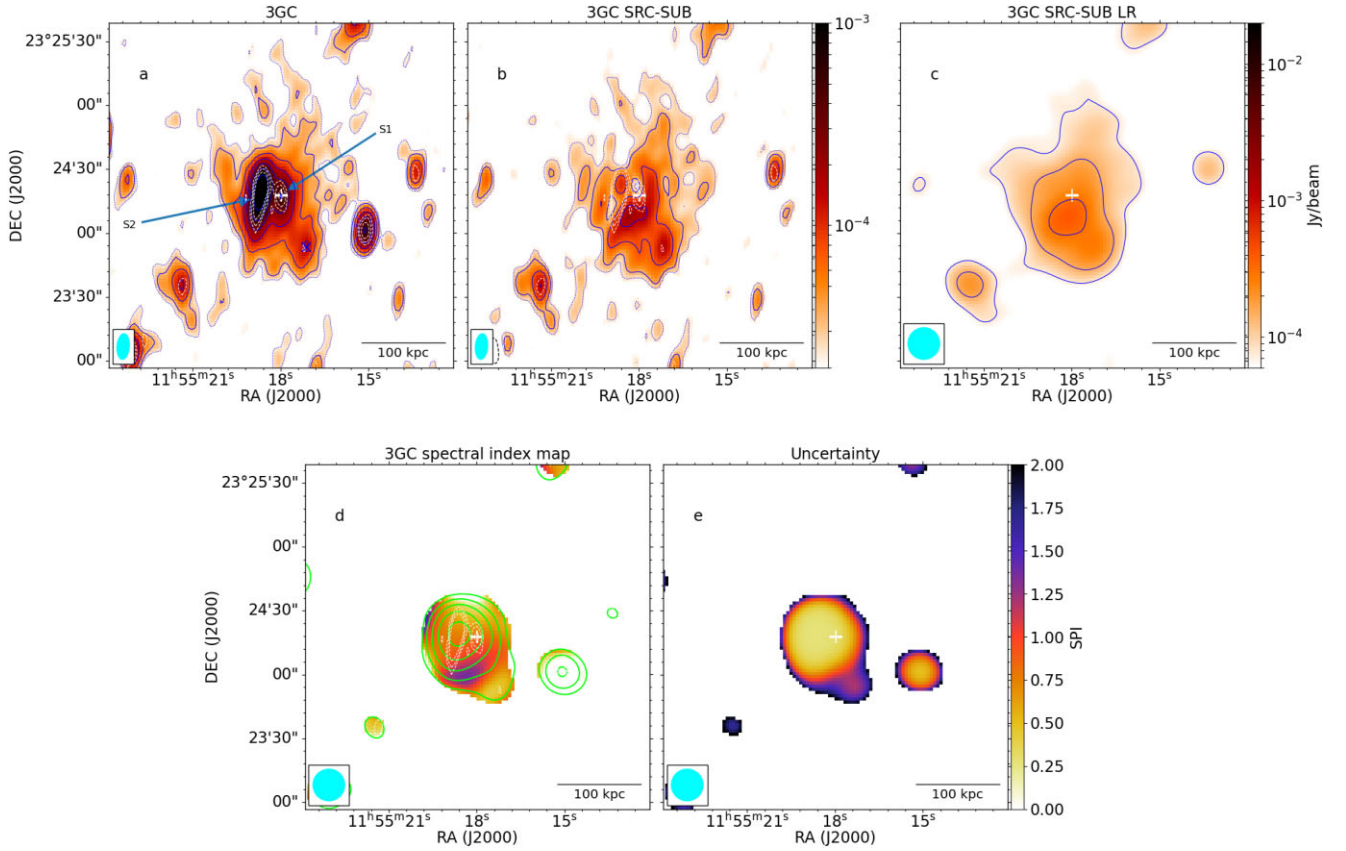 3GC
3GC SRC-SUB
3GC SRC-SUB LR
a
b
c
S1
S2
23°25'30"
00"
24'30"
00"
23'30"
00"
DEC (J2000)
100 kpc
100 kpc
100 kpc
11ʰ55ᵐ21ˢ
18ˢ
15ˢ
11ʰ55ᵐ21ˢ
18ˢ
15ˢ
11ʰ55ᵐ21ˢ
18ˢ
15ˢ
RA (J2000)
RA (J2000)
RA (J2000)
10⁻³
10⁻⁴
10⁻²
10⁻³
10⁻⁴
Jy/beam
3GC spectral index map
Uncertainty
d
e
23°25'30"
00"
24'30"
00"
23'30"
00"
DEC (J2000)
100 kpc
100 kpc
11ʰ55ᵐ21ˢ
18ˢ
15ˢ
11ʰ55ᵐ21ˢ
18ˢ
15ˢ
RA (J2000)
RA (J2000)
2.00
1.75
1.50
1.25
1.00
0.75
0.50
0.25
0.00
SPI